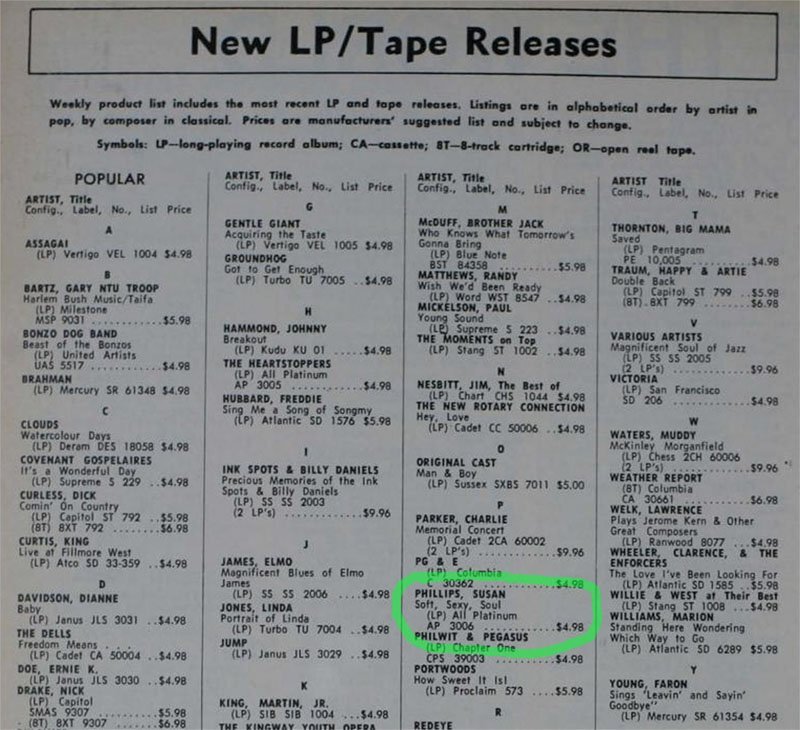 New LP/Tape Releases
Weekly product list includes the most recent LP and tape releases. Listings are in alphabetical order by artist in
pop, by composer in classical. Prices are manufacturers' suggested list and subject to change.
Symbols: LP—long-playing record album; CA—cassette; 8T—8-track cartridge; OR—open reel tape.
POPULAR
ARTIST, Title
Config., Label, No., List Price
A
ASSAGAI
(LP) Vertigo VEL 1004 $4.98
B
BARTZ, GARY NTU TROOP
Harlem Bush Music/Taifa
(LP) Milestone
MSP 9031 ............$5.98
BONZO DOG BAND
Beast of the Bonzos
(LP) United Artists
UAS 5517 ............$4.98
BRAHMAN
(LP) Mercury SR 61348 $4.98
C
CLOUDS
Watercolour Days
(LP) Deram DES 18058 $4.98
COVENANT GOSPELAIRES
It's a Wonderful Day
(LP) Supreme S 229 ..$4.98
CURLESS, DICK
Comin' On Country
(LP) Capitol ST 792 ..$5.98
(8T) 8XT 792 ........$6.98
CURTIS, KING
Live at Fillmore West
(LP) Atco SD 33-359 ..$4.98
D
DAVIDSON, DIANNE
Baby
(LP) Janus JLS 3031 ..$4.98
THE DELLS
Freedom Means . .
(LP) Cadet CA 50004 ..$4.98
DOE, ERNIE K.
(LP) Janus JLS 3030 ..$4.98
DRAKE, NICK
(LP) Capitol
SMAS 9307 ..........$5.98
(8T) 8XT 9307 ......$6.98
ARTIST, Title
Config., Label, No., List Price
G
GENTLE GIANT
Acquiring the Taste
(LP) Vertigo VEL 1005 $4.98
GROUNDHOG
Got to Get Enough
(LP) Turbo TU 7005 ..$4.98
H
HAMMOND, JOHNNY
Breakout
(LP) Kudu KU 01 .....$4.98
THE HEARTSTOPPERS
(LP) All Platinum
AP 3005 ............$4.98
HUBBARD, FREDDIE
Sing Me a Song of Songmy
(LP) Atlantic SD 1576 $5.98
I
INK SPOTS & BILLY DANIELS
Precious Memories of the Ink
Spots & Billy Daniels
(LP) SS SS 2003
(2 LP's) ............$9.96
J
JAMES, ELMO
Magnificent Blues of Elmo
James
(LP) SS SS 2006 ....$4.98
JONES, LINDA
Portrait of Linda
(LP) Turbo TU 7004 ..$4.98
JUMP
(LP) Janus JLS 3029 ..$4.98
K
KING, MARTIN, JR.
(LP) SIB SIB 1004 ...$4.98
THE KINGWAY YOUTH OPERA
ARTIST, Title
Config., Label, No., List Price
M
McDUFF, BROTHER JACK
Who Knows What Tomorrow's
Gonna Bring
(LP) Blue Note
BST 84358 ..........$5.98
MATTHEWS, RANDY
Wish We'd Been Ready
(LP) Word WST 8547 ..$4.98
MICKELSON, PAUL
Young Sound
(LP) Supreme S 223 ..$4.98
THE MOMENTS on Top
(LP) Stang ST 1002 ..$4.98
N
NESBITT, JIM, The Best of
(LP) Chart CHS 1044 $4.98
THE NEW ROTARY CONNECTION
Hey, Love
(LP) Cadet CC 50006 ..$4.98
O
ORIGINAL CAST
Man & Boy
(LP) Sussex SXBS 7011 $5.00
P
PARKER, CHARLIE
Memorial Concert
(LP) Cadet 2CA 60002
(2 LP's) ............$9.96
PG & E
(LP) Columbia
C 30362 ............$4.98
PHILLIPS, SUSAN
Soft, Sexy, Soul
(LP) All Platinum
AP 3006 ............$4.98
PHILWIT & PEGASUS
(LP) Chapter One
CPS 39003 ..........$4.98
PORTWOODS
How Sweet It Is!
(LP) Proclaim 573 ....$5.98
R
REDEYE
ARTIST Title
Config., Label, No., List Price
T
THORNTON, BIG MAMA
Saved
(LP) Pentagram
PE 10,005 ..........$4.98
TRAUM, HAPPY & ARTIE
Double Back
(LP) Capitol ST 799 ..$5.98
(8T) 8XT 799 ........$6.98
V
VARIOUS ARTISTS
Magnificent Soul of Jazz
(LP) SS SS 2005
(2 LP's) ............$9.96
VICTORIA
(LP) San Francisco
SD 206 ............$4.98
W
WATERS, MUDDY
McKinley Morganfield
(LP) Chess 2CH 60006
(2 LP's) ............$9.96
WEATHER REPORT
(8T) Columbia
CA 30661 ..........$6.98
WELK, LAWRENCE
Plays Jerome Kern & Other
Great Composers
(LP) Ranwood 8077 ...$4.98
WHEELER, CLARENCE, & THE
ENFORCERS
The Love I've Been Looking For
(LP) Atlantic SD 1585 ..$5.98
WILLIE & WEST at Their Best
(LP) Stang ST 1008 ...$4.98
WILLIAMS, MARION
Standing Here Wondering
Which Way to Go
(LP) Atlantic SD 6289 $5.98
Y
YOUNG, FARON
Sings 'Leavin' and Sayin'
Goodbye"
(LP) Mercury SR 61354 $4.98